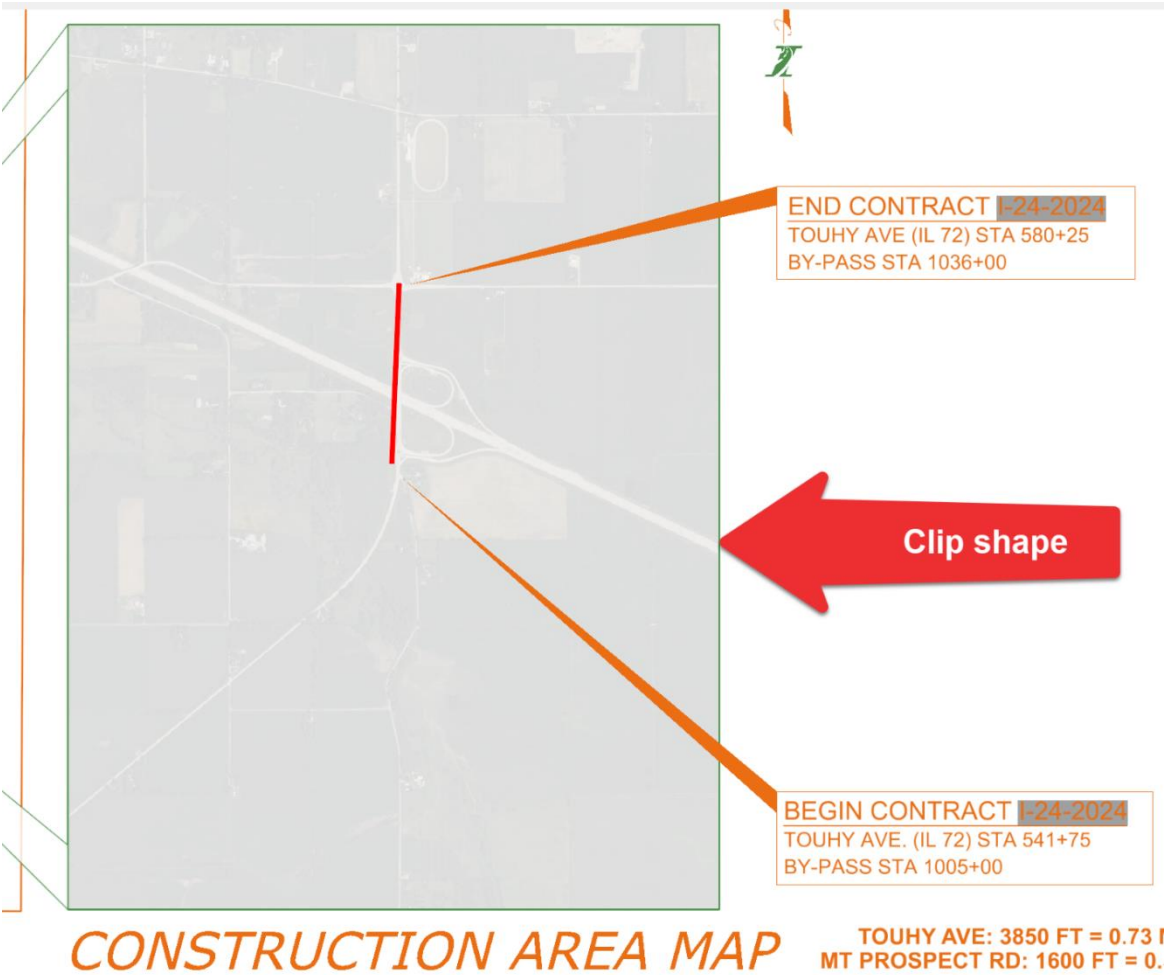 END CONTRACT I-24-2024
TOUHY AVE (IL 72) STA 580+25
BY-PASS STA 1036+00
Clip shape
BEGIN CONTRACT I-24-2024
TOUHY AVE. (IL 72) STA 541+75
BY-PASS STA 1005+00
CONSTRUCTION AREA MAP
TOUHY AVE: 3850 FT = 0.73
MT PROSPECT RD: 1600 FT = 0.